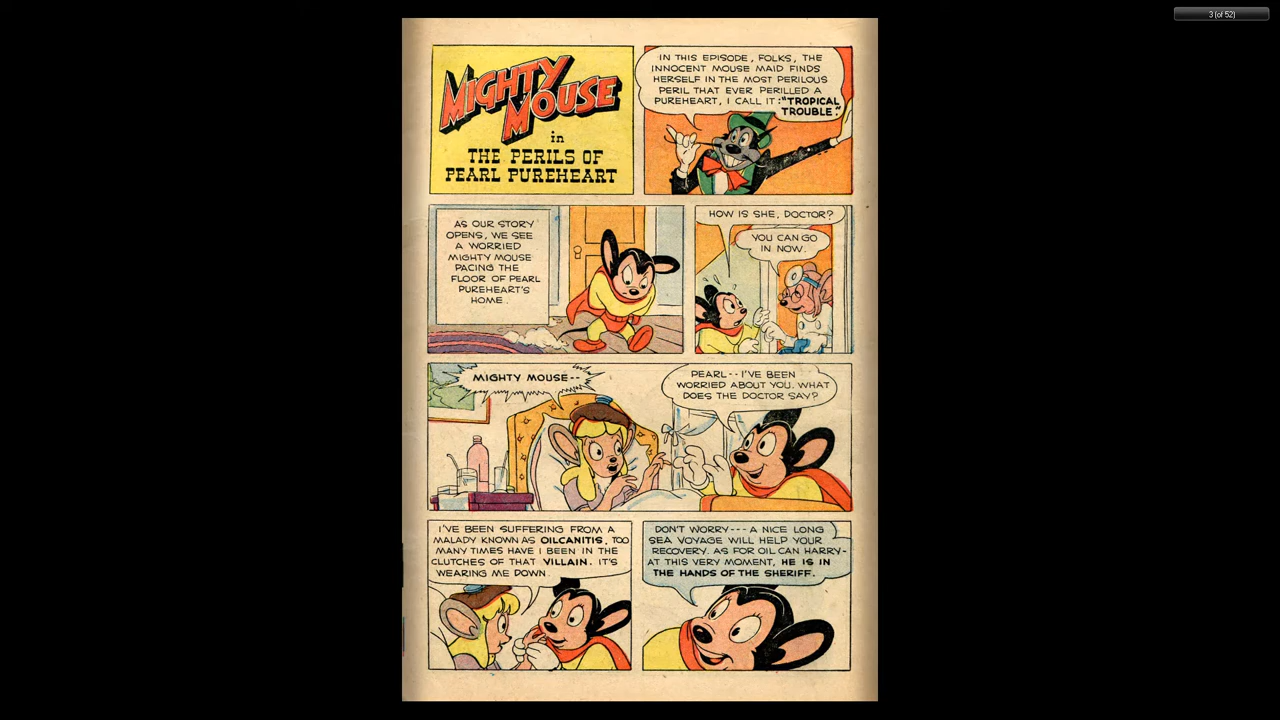 3 (of 52)
MIGHTY
MOUSE
in
THE PERILS OF
PEARL PUREHEART
IN THIS EPISODE, FOLKS, THE
INNOCENT MOUSE MAID FINDS
HERSELF IN THE MOST PERILOUS
PERIL THAT EVER PERILLED A
PUREHEART, I CALL IT: "TROPICAL
TROUBLE."
AS OUR STORY
OPENS, WE SEE
A WORRIED
MIGHTY MOUSE
PACING THE
FLOOR OF PEARL
PUREHEART'S
HOME.
HOW IS SHE, DOCTOR?
YOU CAN GO
IN NOW.
MIGHTY MOUSE--
PEARL--I'VE BEEN
WORRIED ABOUT YOU. WHAT
DOES THE DOCTOR SAY?
I'VE BEEN SUFFERING FROM A
MALADY KNOWN AS OILCANITIS, TOO
MANY TIMES HAVE I BEEN IN THE
CLUTCHES OF THAT VILLAIN. IT'S
WEARING ME DOWN.
DON'T WORRY---A NICE LONG
SEA VOYAGE WILL HELP YOUR
RECOVERY. AS FOR OIL CAN HARRY-
AT THIS VERY MOMENT, HE IS IN
THE HANDS OF THE SHERIFF.